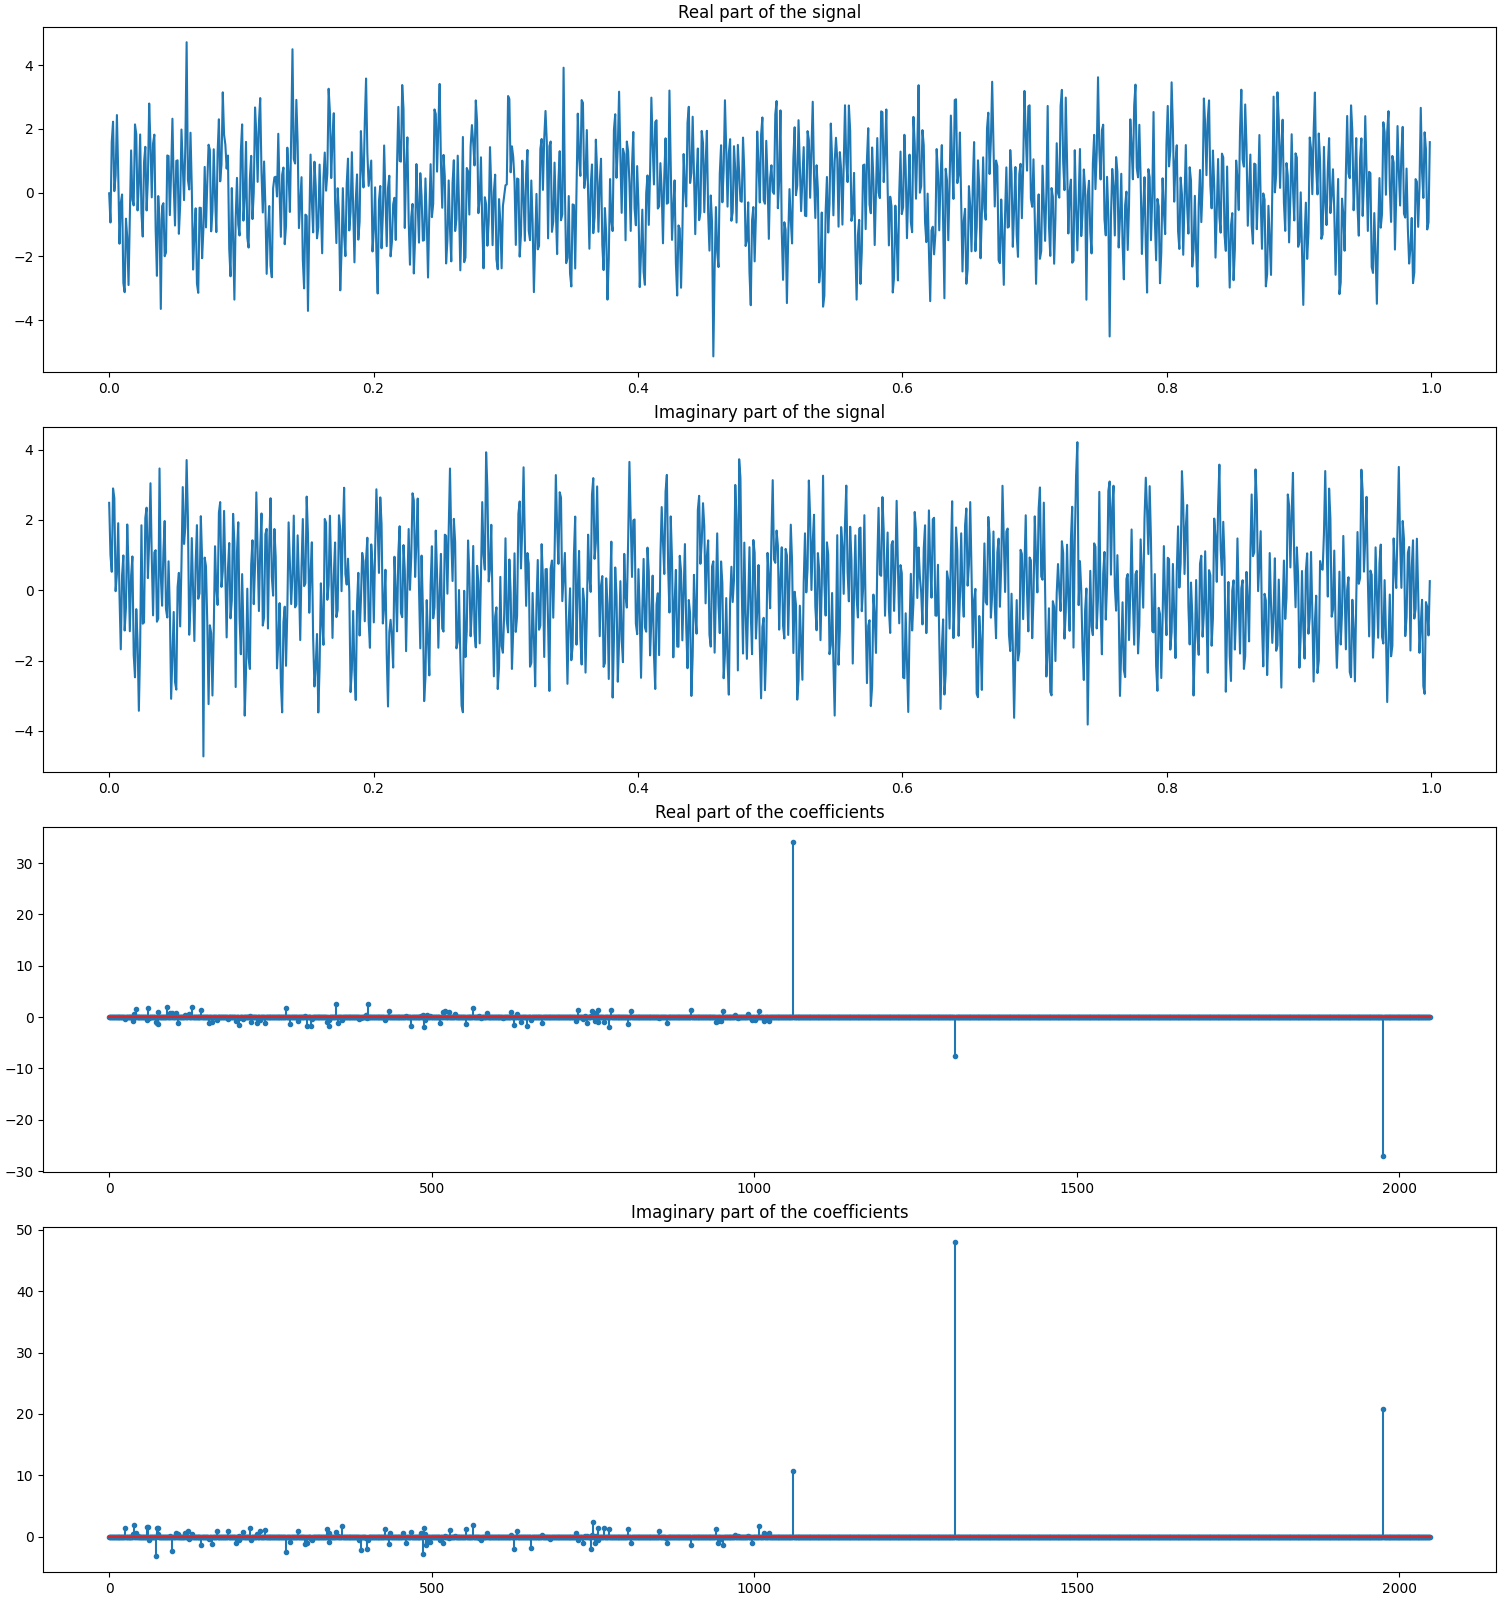 Real part of the signal
4
2
0
−2
−4
0.0 0.2 0.4 0.6 0.8 1.0
Imaginary part of the signal
4
2
0
−2
−4
0.0 0.2 0.4 0.6 0.8 1.0
Real part of the coefficients
30
20
10
0
−10
−20
−30
0 500 1000 1500 2000
Imaginary part of the coefficients
50
40
30
20
10
0
0 500 1000 1500 2000